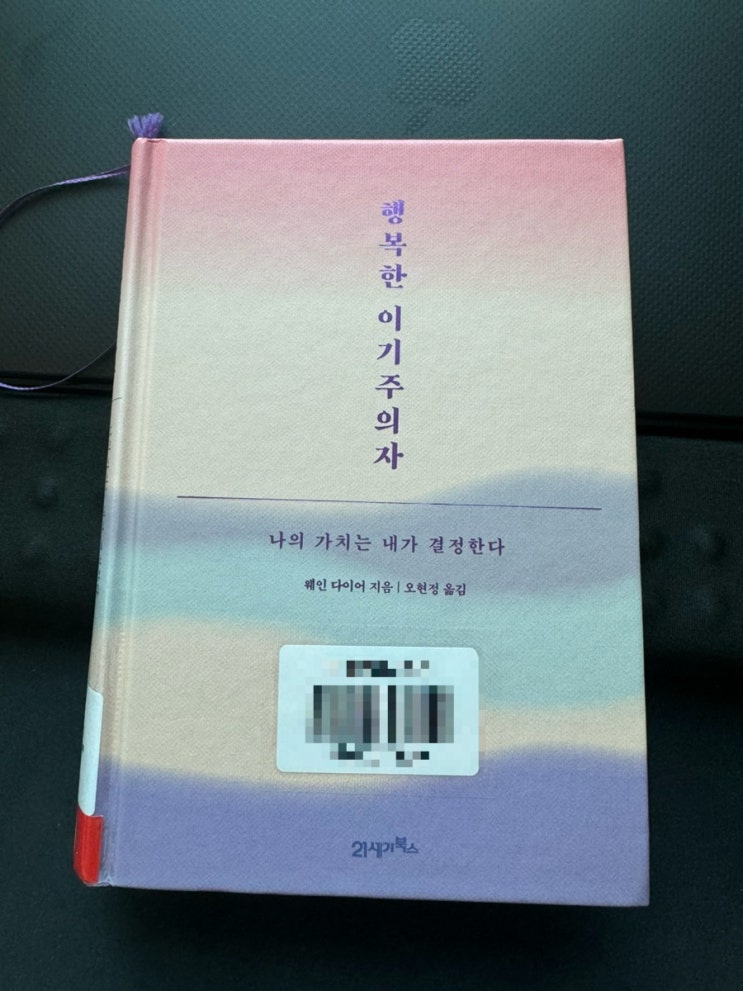 행복한 이기주의자
나의 가치는 내가 결정한다
웨인 다이어 지음 | 오현정 옮김
21세기북스